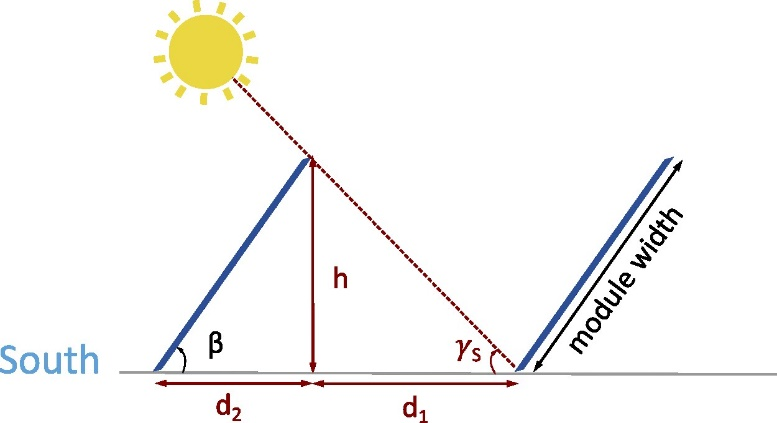 h
module width
South
β
γs
d2
d1